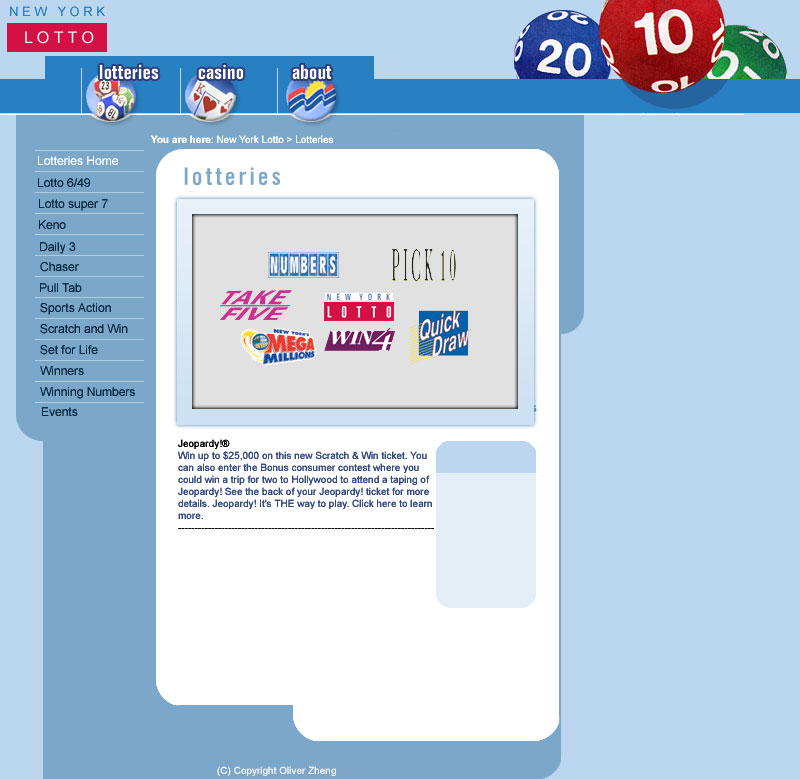 NEW YORK
LOTTO
20
20
10
10
20
lotteries
casino
about
23
A
You are here: New York Lotto > Lotteries
Lotteries Home
Lotto 6/49
Lotto super 7
Keno
Daily 3
Chaser
Pull Tab
Sports Action
Scratch and Win
Set for Life
Winners
Winning Numbers
Events
lotteries
NUMBERS
PICK 10
TAKE FIVE
NEW YORK
LOTTO
NEW YORK'S
MEGA
MILLIONS
WIN4
Quick
Draw
Jeopardy!®
Win up to $25,000 on this new Scratch & Win ticket. You
can also enter the Bonus consumer contest where you
could win a trip for two to Hollywood to attend a taping of
Jeopardy! See the back of your Jeopardy! ticket for more
details. Jeopardy! It's THE way to play. Click here to learn
more.
(C) Copyright Oliver Zheng